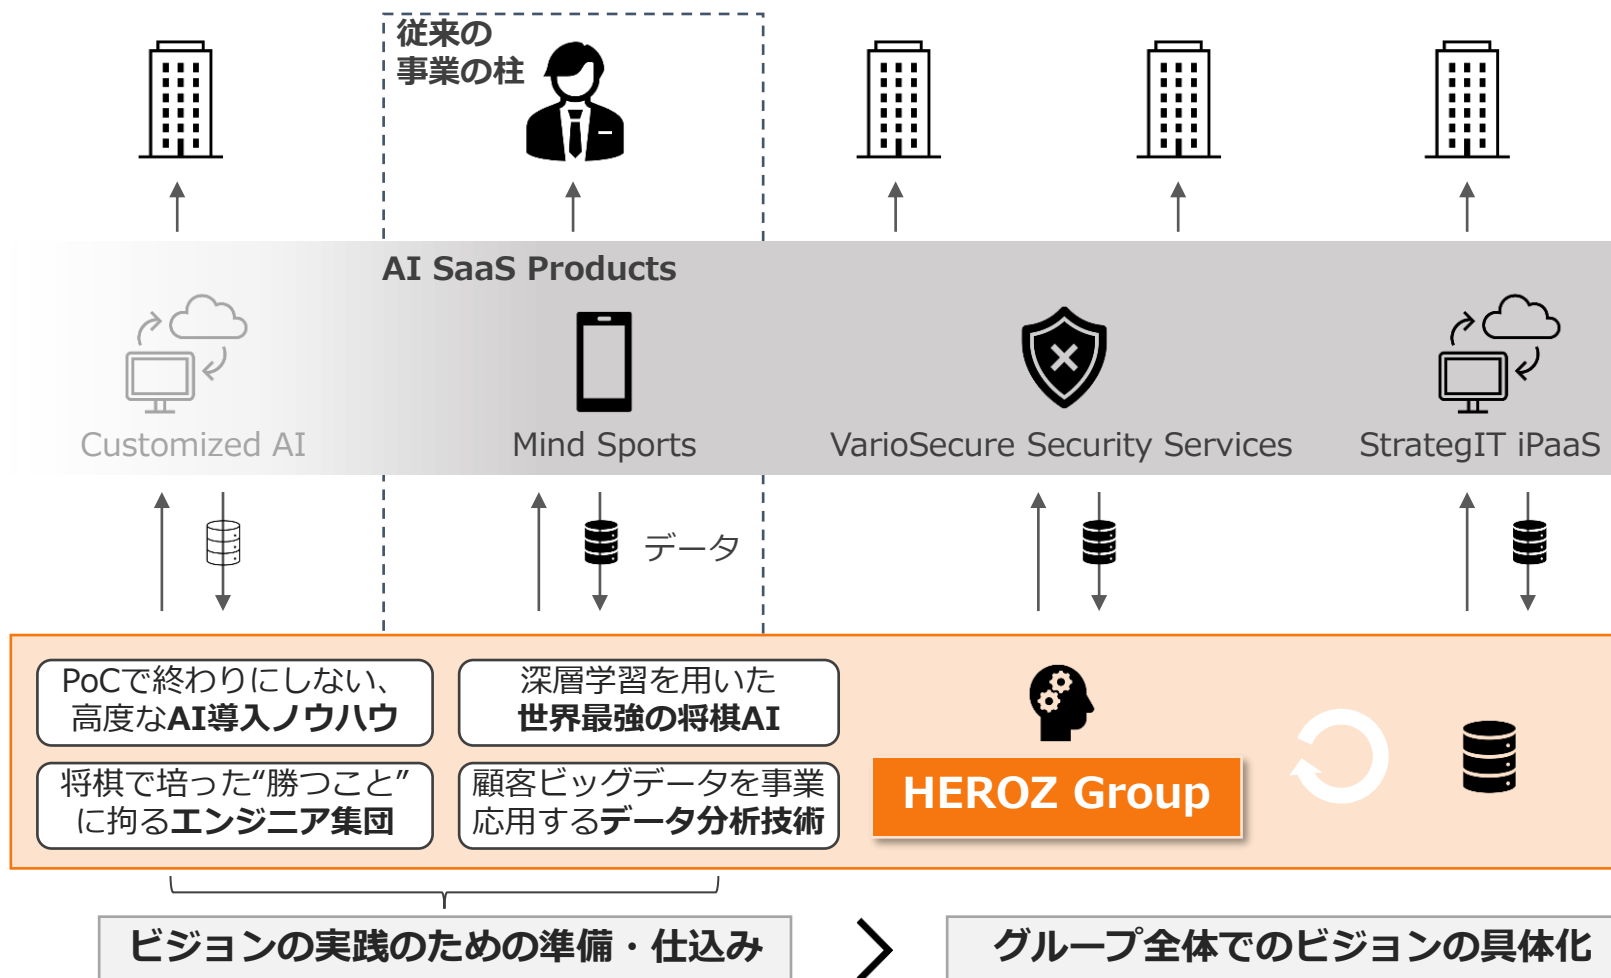 従来の
事業の柱
AI SaaS Products
Customized AI
Mind Sports
VarioSecure Security Services
StrategIT iPaaS
データ
PoCで終わりにしない、
高度なAI導入ノウハウ
深層学習を用いた
世界最強の将棋AI
将棋で培った“勝つこと”
に拘るエンジニア集団
顧客ビッグデータを事業
応用するデータ分析技術
HEROZ Group
ビジョンの実践のための準備・仕込み
グループ全体でのビジョンの具体化